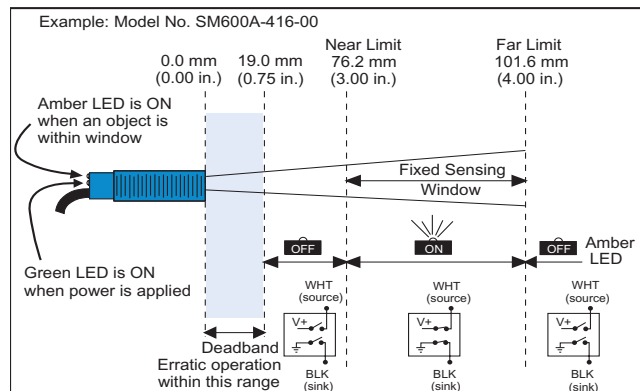 Example: Model No. SM600A-416-00
0.0 mm
(0.00 in.)
19.0 mm
(0.75 in.)
Near Limit
76.2 mm
(3.00 in.)
Far Limit
101.6 mm
(4.00 in.)
Amber LED is ON
when an object is
within window
Fixed Sensing
Window
OFF
ON
OFF
Amber
LED
Green LED is ON
when power is applied
WHT
(source)
V+
BLK
(sink)
WHT
(source)
V+
BLK
(sink)
WHT
(source)
V+
BLK
(sink)
Deadband
Erratic operation
within this range